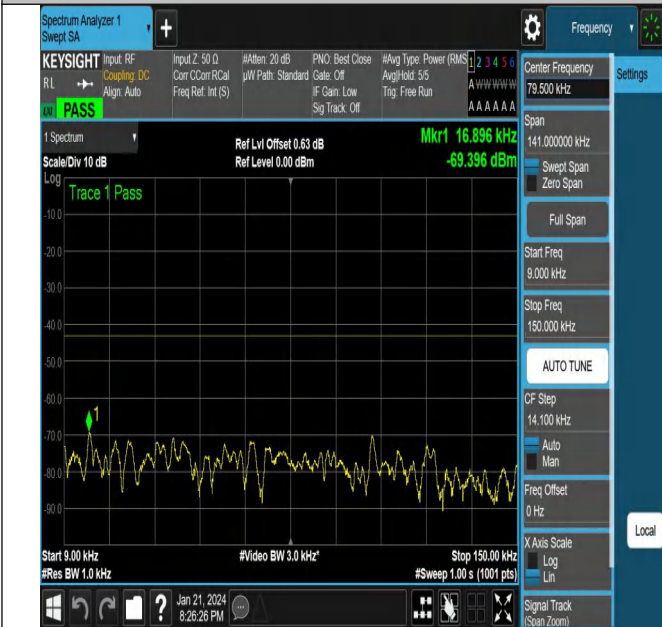 Spectrum Analyzer 1
Swept SA
+
Frequency
KEYSIGHT
RL
PASS
Input: RF
Coupling: DC
Align: Auto
Input Z: 50 Ω
Corr CCorr RCal
Freq Ref: Int (S)
#Atten: 20 dB
µW Path: Standard
PNO: Best Close
Gate: Off
IF Gain: Low
Sig Track: Off
#Avg Type: Power (RMS
Avg|Hold: 5/5
Trig: Free Run
1 2 3 4 5 6
A W W W W W
A A A A A A
1 Spectrum
Scale/Div 10 dB
Log
Ref Lvl Offset 0.63 dB
Ref Level 0.00 dBm
Mkr1 16.896 kHz
-69.396 dBm
Trace 1 Pass
-10.0
-20.0
-30.0
-40.0
-50.0
-60.0
-70.0
-80.0
-90.0
1
Start 9.00 kHz
#Res BW 1.0 kHz
#Video BW 3.0 kHz*
Stop 150.00 kHz
#Sweep 1.00 s (1001 pts)
Jan 21, 2024
8:26:26 PM
?
Center Frequency
79.500 kHz
Settings
Span
141.000000 kHz
Swept Span
Zero Span
Full Span
Start Freq
9.000 kHz
Stop Freq
150.000 kHz
AUTO TUNE
CF Step
14.100 kHz
Auto
Man
Freq Offset
0 Hz
Local
X Axis Scale
Log
Lin
Signal Track
(Span Zoom)